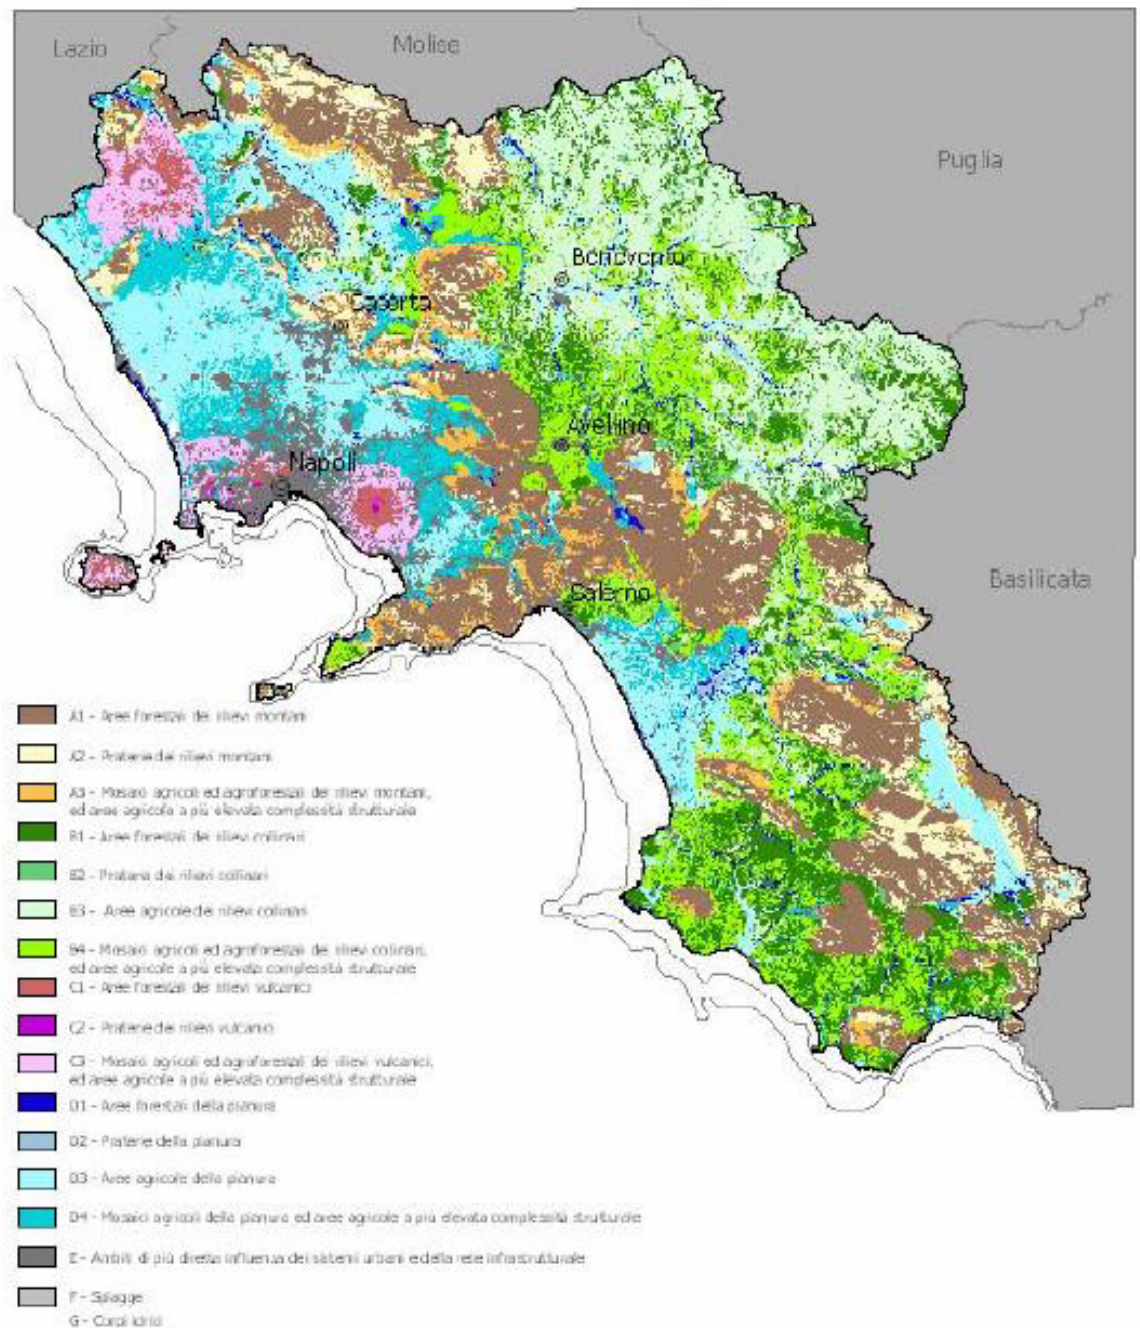 Lazio
Molise
Puglia
Benevento
Caserta
Avellino
Napoli
Basilicata
Salerno
A1 - Aree forestali dei rilievi montani
A2 - Praterie dei rilievi montani
A3 - Mosaici agricoli ed agroforestali dei rilievi montani,
ed aree agricole a più elevata complessità strutturale
B1 - Aree forestali dei rilievi collinari
B2 - Praterie dei rilievi collinari
B3 - Aree agricole dei rilievi collinari
B4 - Mosaici agricoli ed agroforestali dei rilievi collinari,
ed aree agricole a più elevata complessità strutturale
C1 - Aree forestali dei rilievi vulcanici
C2 - Praterie dei rilievi vulcanici
C3 - Mosaici agricoli ed agroforestali dei rilievi vulcanici,
ed aree agricole a più elevata complessità strutturale
D1 - Aree forestali della pianura
D2 - Praterie della pianura
D3 - Aree agricole della pianura
D4 - Mosaici agricoli della pianura ed aree agricole a più elevata complessità strutturale
E - Ambiti di più diretta influenza dei sistemi urbani e della rete infrastrutturale
F - Spiagge
G - Corpi idrici